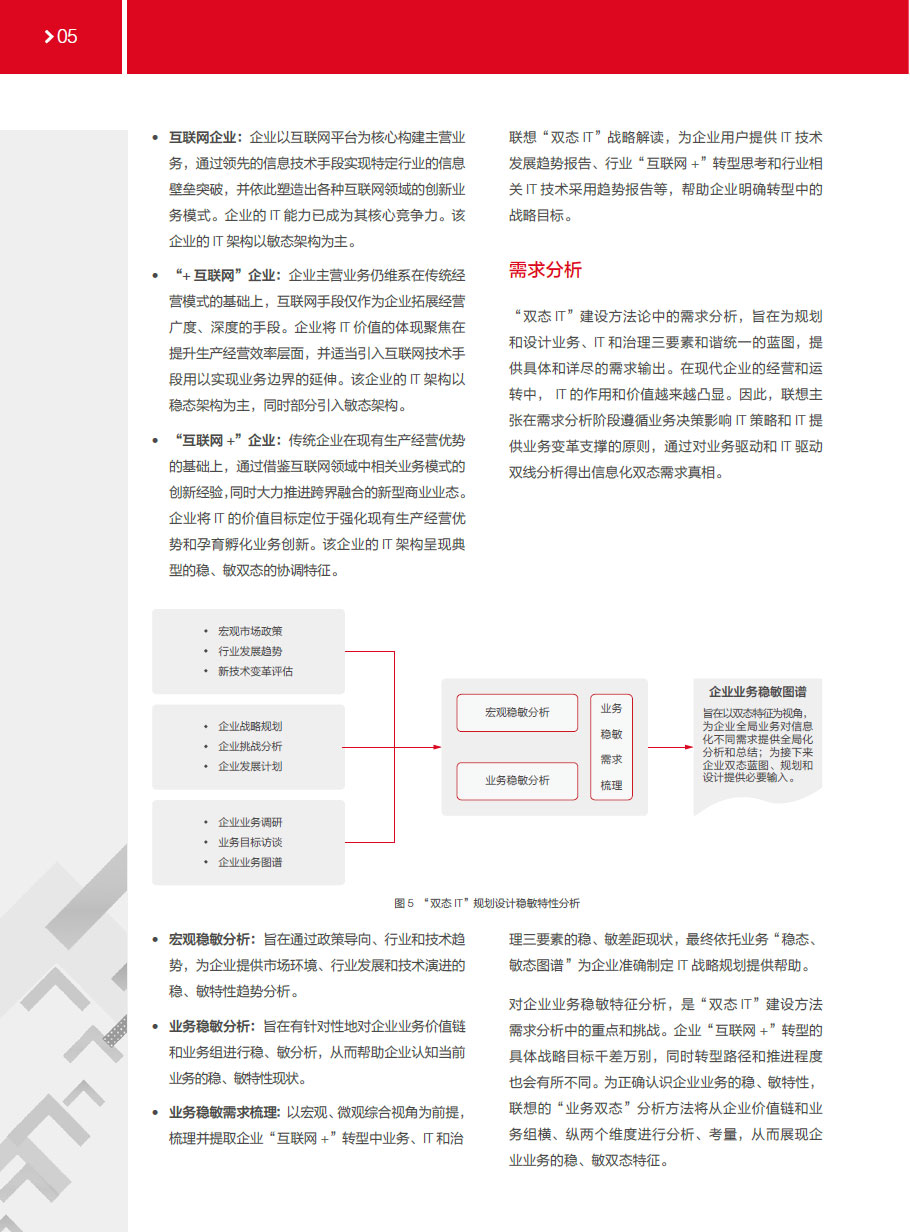 05
• 互联网企业：企业以互联网平台为核心构建主营业
务，通过领先的信息技术手段实现特定行业的信息
壁垒突破，并依此塑造出各种互联网领域的创新业
务模式。企业的 IT 能力已成为其核心竞争力。该
企业的 IT 架构以敏态架构为主。
• “+ 互联网”企业：企业主营业务仍维系在传统经
营模式的基础上，互联网手段仅作为企业拓展经营
广度、深度的手段。企业将 IT 价值的体现聚焦在
提升生产经营效率层面，并适当引入互联网技术手
段用以实现业务边界的延伸。该企业的 IT 架构以
稳态架构为主，同时部分引入敏态架构。
• “互联网 +”企业：传统企业在现有生产经营优势
的基础上，通过借鉴互联网领域中相关业务模式的
创新经验，同时大力推进跨界融合的新型商业业态。
企业将 IT 的价值目标定位于强化现有生产经营优
势和孕育孵化业务创新。该企业的 IT 架构呈现典
型的稳、敏双态的协调特征。
联想“双态 IT”战略解读，为企业用户提供 IT 技术
发展趋势报告、行业“互联网 +”转型思考和行业相
关 IT 技术采用趋势报告等，帮助企业明确转型中的
战略目标。
需求分析
“双态 IT”建设方法论中的需求分析，旨在为规划
和设计业务、IT 和治理三要素和谐统一的蓝图，提
供具体和详尽的需求输出。在现代企业的经营和运
转中， IT 的作用和价值越来越凸显。因此，联想主
张在需求分析阶段遵循业务决策影响 IT 策略和 IT 提
供业务变革支撑的原则，通过对业务驱动和 IT 驱动
双线分析得出信息化双态需求真相。
• 宏观市场政策
• 行业发展趋势
• 新技术变革评估
• 企业战略规划
• 企业挑战分析
• 企业发展计划
• 企业业务调研
• 业务目标访谈
• 企业业务图谱
宏观稳敏分析
业务稳敏分析
业务
稳敏
需求
梳理
企业业务稳敏图谱
旨在以双态特征为视角，
为企业全局业务对信息
化不同需求提供全局化
分析和总结；为接下来
企业双态蓝图、规划和
设计提供必要输入。
图 5 “双态 IT”规划设计稳敏特性分析
• 宏观稳敏分析：旨在通过政策导向、行业和技术趋
势，为企业提供市场环境、行业发展和技术演进的
稳、敏特性趋势分析。
• 业务稳敏分析：旨在有针对性地对企业业务价值链
和业务组进行稳、敏分析，从而帮助企业认知当前
业务的稳、敏特性现状。
• 业务稳敏需求梳理: 以宏观、微观综合视角为前提，
梳理并提取企业“互联网 +”转型中业务、IT 和治
理三要素的稳、敏差距现状，最终依托业务“稳态、
敏态图谱”为企业准确制定 IT 战略规划提供帮助。
对企业业务稳敏特征分析，是“双态 IT”建设方法
需求分析中的重点和挑战。企业“互联网 +”转型的
具体战略目标千差万别，同时转型路径和推进程度
也会有所不同。为正确认识企业业务的稳、敏特性，
联想的“业务双态”分析方法将从企业价值链和业
务组横、纵两个维度进行分析、考量，从而展现企
业业务的稳、敏双态特征。